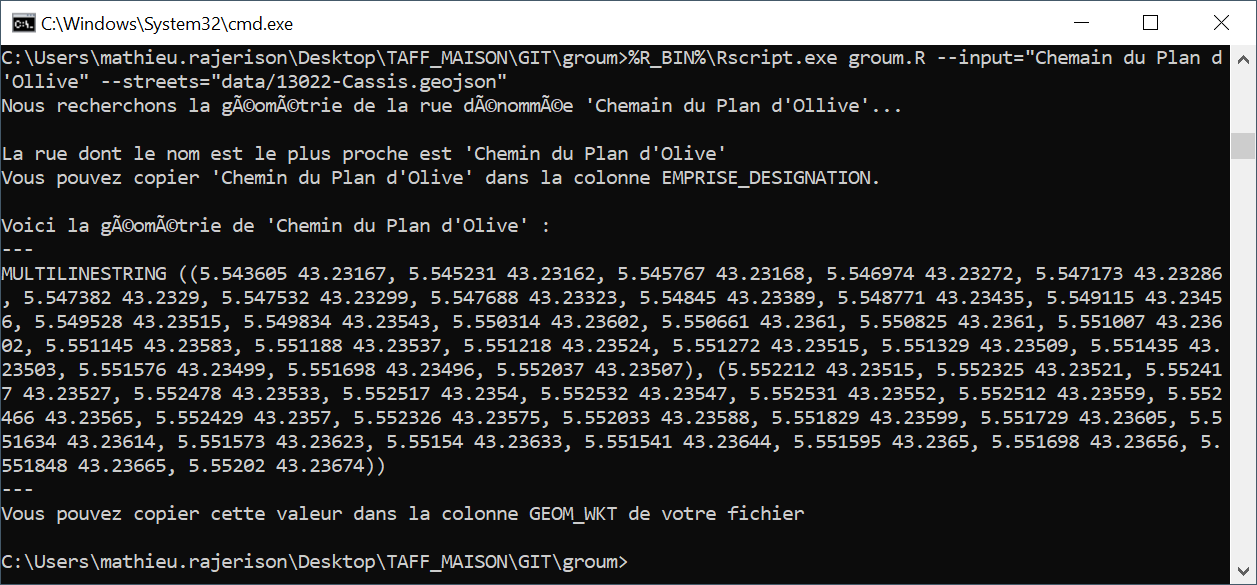 C:\Windows\System32\cmd.exe
C:\Users\mathieu.rajerison\Desktop\TAFF_MAISON\GIT\groum>%R_BIN%\Rscript.exe groum.R --input="Chemain du Plan d
'Ollive" --streets="data/13022-Cassis.geojson"
Nous recherchons la gÃ©omÃ©trie de la rue dÃ©nommÃ©e 'Chemain du Plan d'Ollive'...
La rue dont le nom est le plus proche est 'Chemin du Plan d'Olive'
Vous pouvez copier 'Chemin du Plan d'Olive' dans la colonne EMPRISE_DESIGNATION.
Voici la gÃ©omÃ©trie de 'Chemin du Plan d'Olive' :
---
MULTILINESTRING ((5.543605 43.23167, 5.545231 43.23162, 5.545767 43.23168, 5.546974 43.23272, 5.547173 43.23286
, 5.547382 43.2329, 5.547532 43.23299, 5.547688 43.23323, 5.54845 43.23389, 5.548771 43.23435, 5.549115 43.2345
6, 5.549528 43.23515, 5.549834 43.23543, 5.550314 43.23602, 5.550661 43.2361, 5.550825 43.2361, 5.551007 43.236
02, 5.551145 43.23583, 5.551188 43.23537, 5.551218 43.23524, 5.551272 43.23515, 5.551329 43.23509, 5.551435 43.
23503, 5.551576 43.23499, 5.551698 43.23496, 5.552037 43.23507), (5.552212 43.23515, 5.552325 43.23521, 5.55241
7 43.23527, 5.552478 43.23533, 5.552517 43.2354, 5.552532 43.23547, 5.552531 43.23552, 5.552512 43.23559, 5.552
466 43.23565, 5.552429 43.2357, 5.552326 43.23575, 5.552033 43.23588, 5.551829 43.23599, 5.551729 43.23605, 5.5
51634 43.23614, 5.551573 43.23623, 5.55154 43.23633, 5.551541 43.23644, 5.551595 43.2365, 5.551698 43.23656, 5.
551848 43.23665, 5.55202 43.23674))
---
Vous pouvez copier cette valeur dans la colonne GEOM_WKT de votre fichier
C:\Users\mathieu.rajerison\Desktop\TAFF_MAISON\GIT\groum>